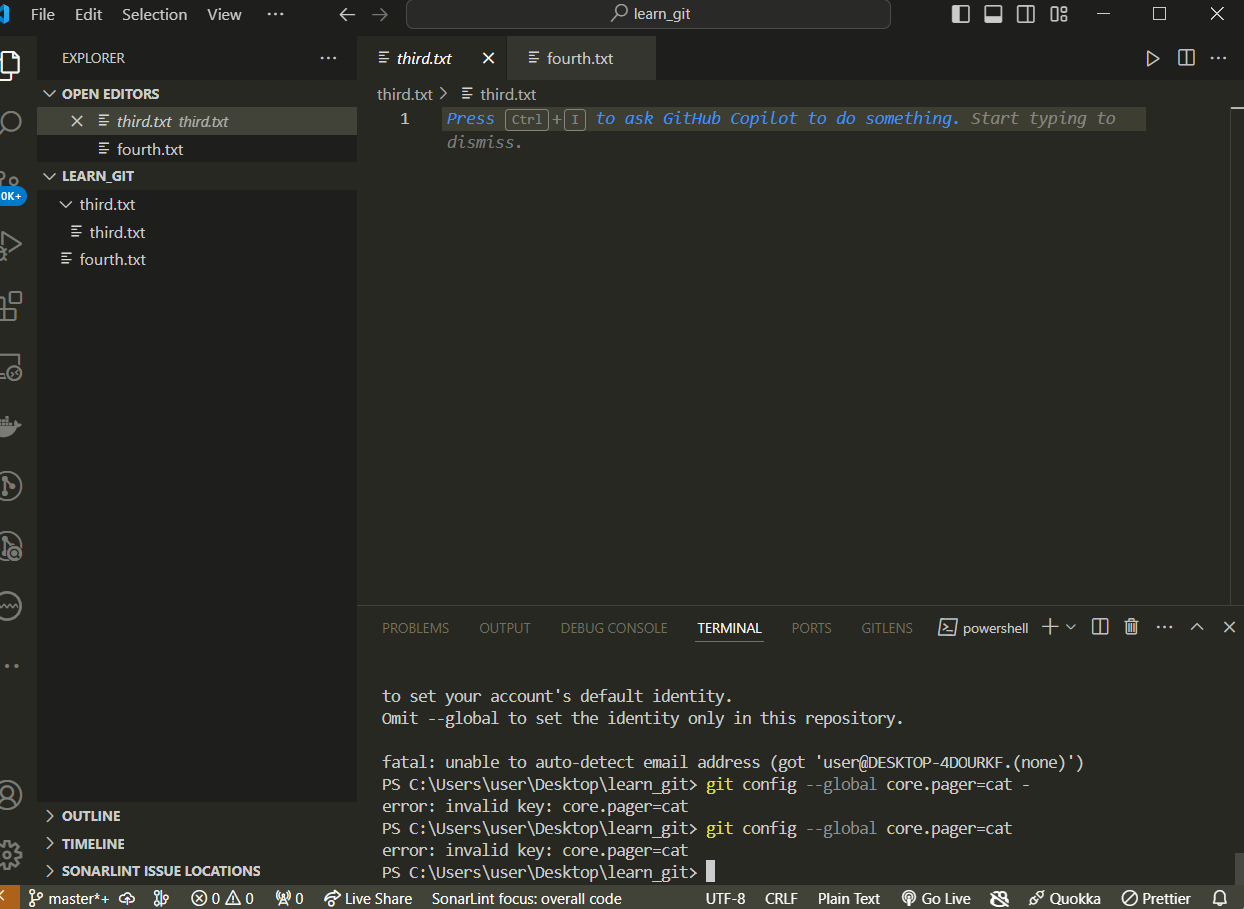 File Edit Selection View ··· learn_git
EXPLORER ···
OPEN EDITORS
third.txt third.txt
fourth.txt
LEARN_GIT
third.txt
third.txt
fourth.txt
OUTLINE
TIMELINE
SONARLINT ISSUE LOCATIONS
0K+
third.txt fourth.txt
third.txt > third.txt
1 Press Ctrl+I to ask GitHub Copilot to do something. Start typing to
dismiss.
PROBLEMS OUTPUT DEBUG CONSOLE TERMINAL PORTS GITLENS powershell
to set your account's default identity.
Omit --global to set the identity only in this repository.
fatal: unable to auto-detect email address (got 'user@DESKTOP-4DOURKF.(none)')
PS C:\Users\user\Desktop\learn_git> git config --global core.pager=cat -
error: invalid key: core.pager=cat
PS C:\Users\user\Desktop\learn_git> git config --global core.pager=cat
error: invalid key: core.pager=cat
PS C:\Users\user\Desktop\learn_git>
master*+ 0 0 0 Live Share SonarLint focus: overall code UTF-8 CRLF Plain Text Go Live Quokka Prettier